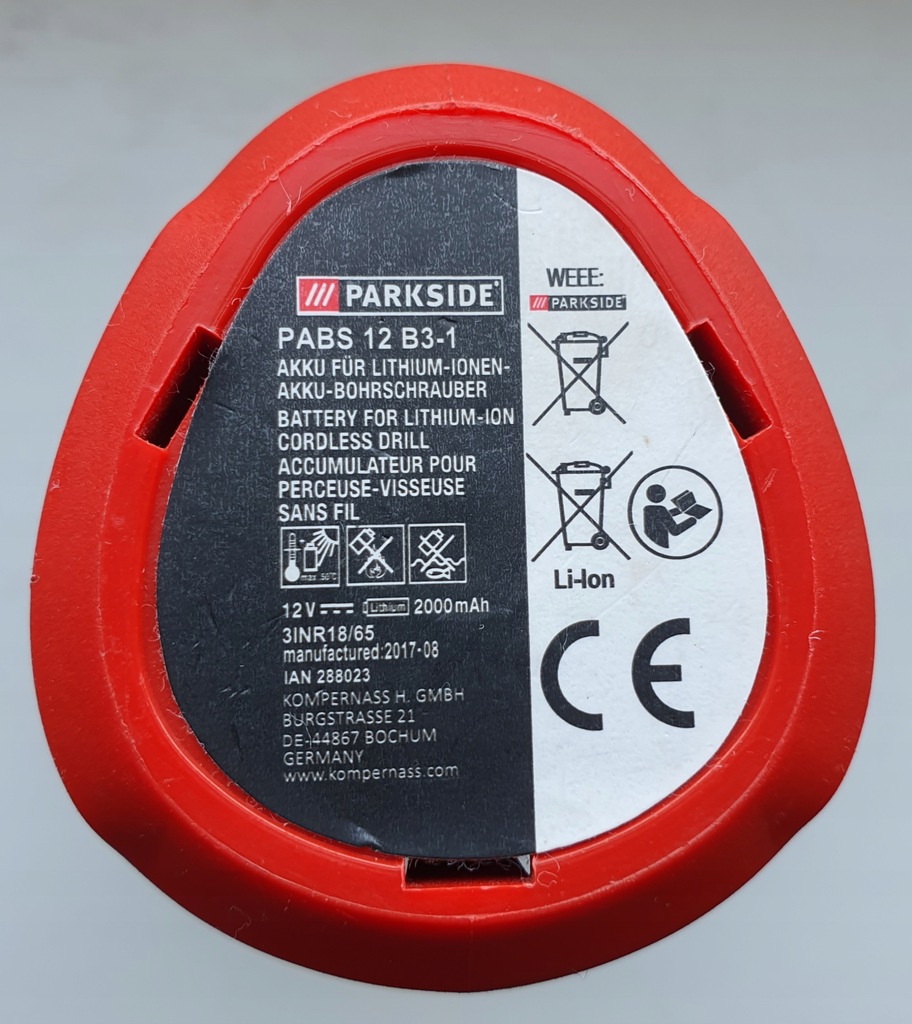 PARKSIDE®
PABS 12 B3-1
AKKU FÜR LITHIUM-IONEN-
AKKU-BOHRSCHRAUBER
BATTERY FOR LITHIUM-ION
CORDLESS DRILL
ACCUMULATEUR POUR
PERCEUSE-VISSEUSE
SANS FIL
max. 50°C
12 V Lithium 2000 mAh
3INR18/65
manufactured:2017-08
IAN 288023
KOMPERNASS H. GMBH
BURGSTRASSE 21
DE-44867 BOCHUM
GERMANY
www.kompernass.com
WEEE:
PARKSIDE®
Li-Ion
CE